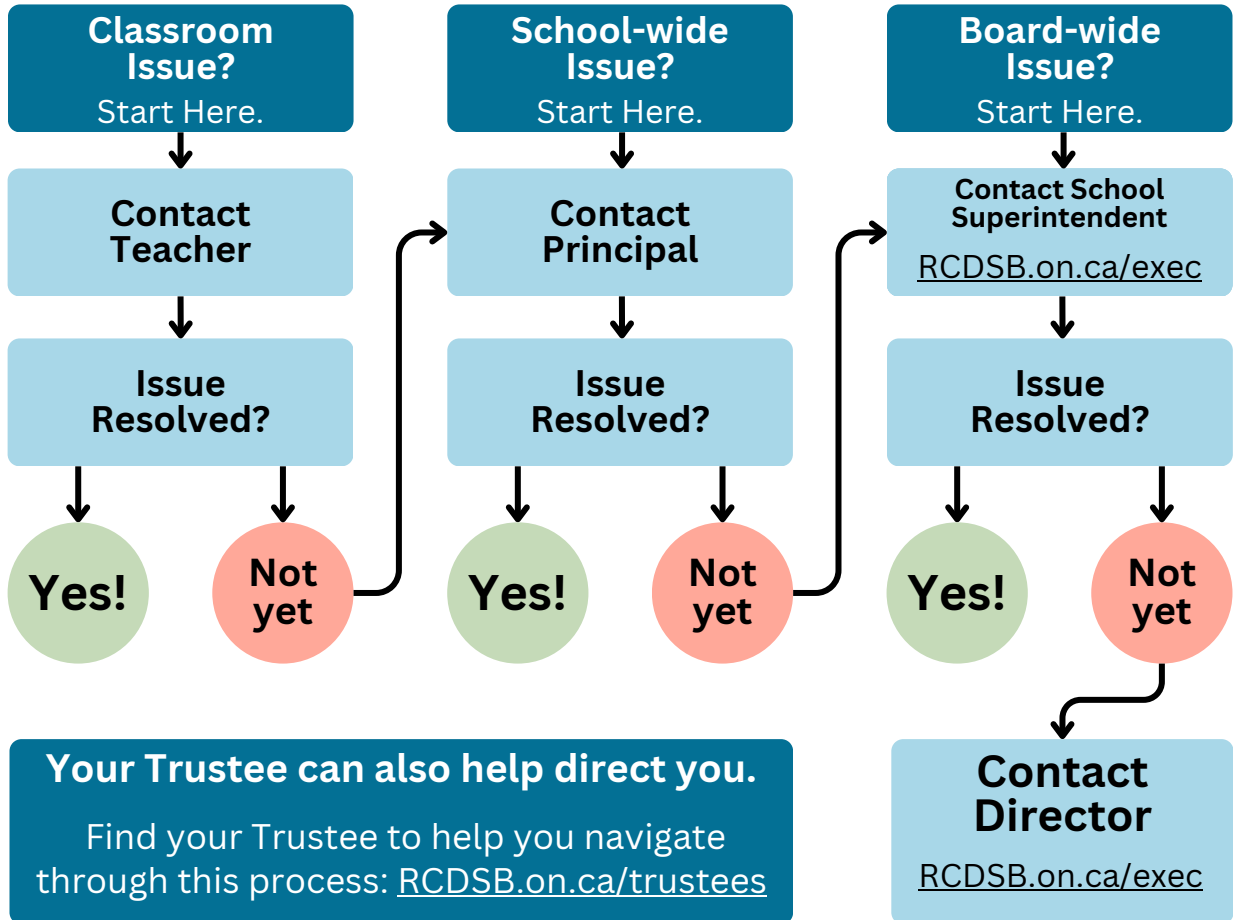 Classroom
Issue?
Start Here.
Contact
Teacher
Issue
Resolved?
Yes!
Not
yet
School-wide
Issue?
Start Here.
Contact
Principal
Issue
Resolved?
Yes!
Not
yet
Board-wide
Issue?
Start Here.
Contact School
Superintendent
RCDSB.on.ca/exec
Issue
Resolved?
Yes!
Not
yet
Contact
Director
RCDSB.on.ca/exec
Your Trustee can also help direct you.
Find your Trustee to help you navigate
through this process: RCDSB.on.ca/trustees